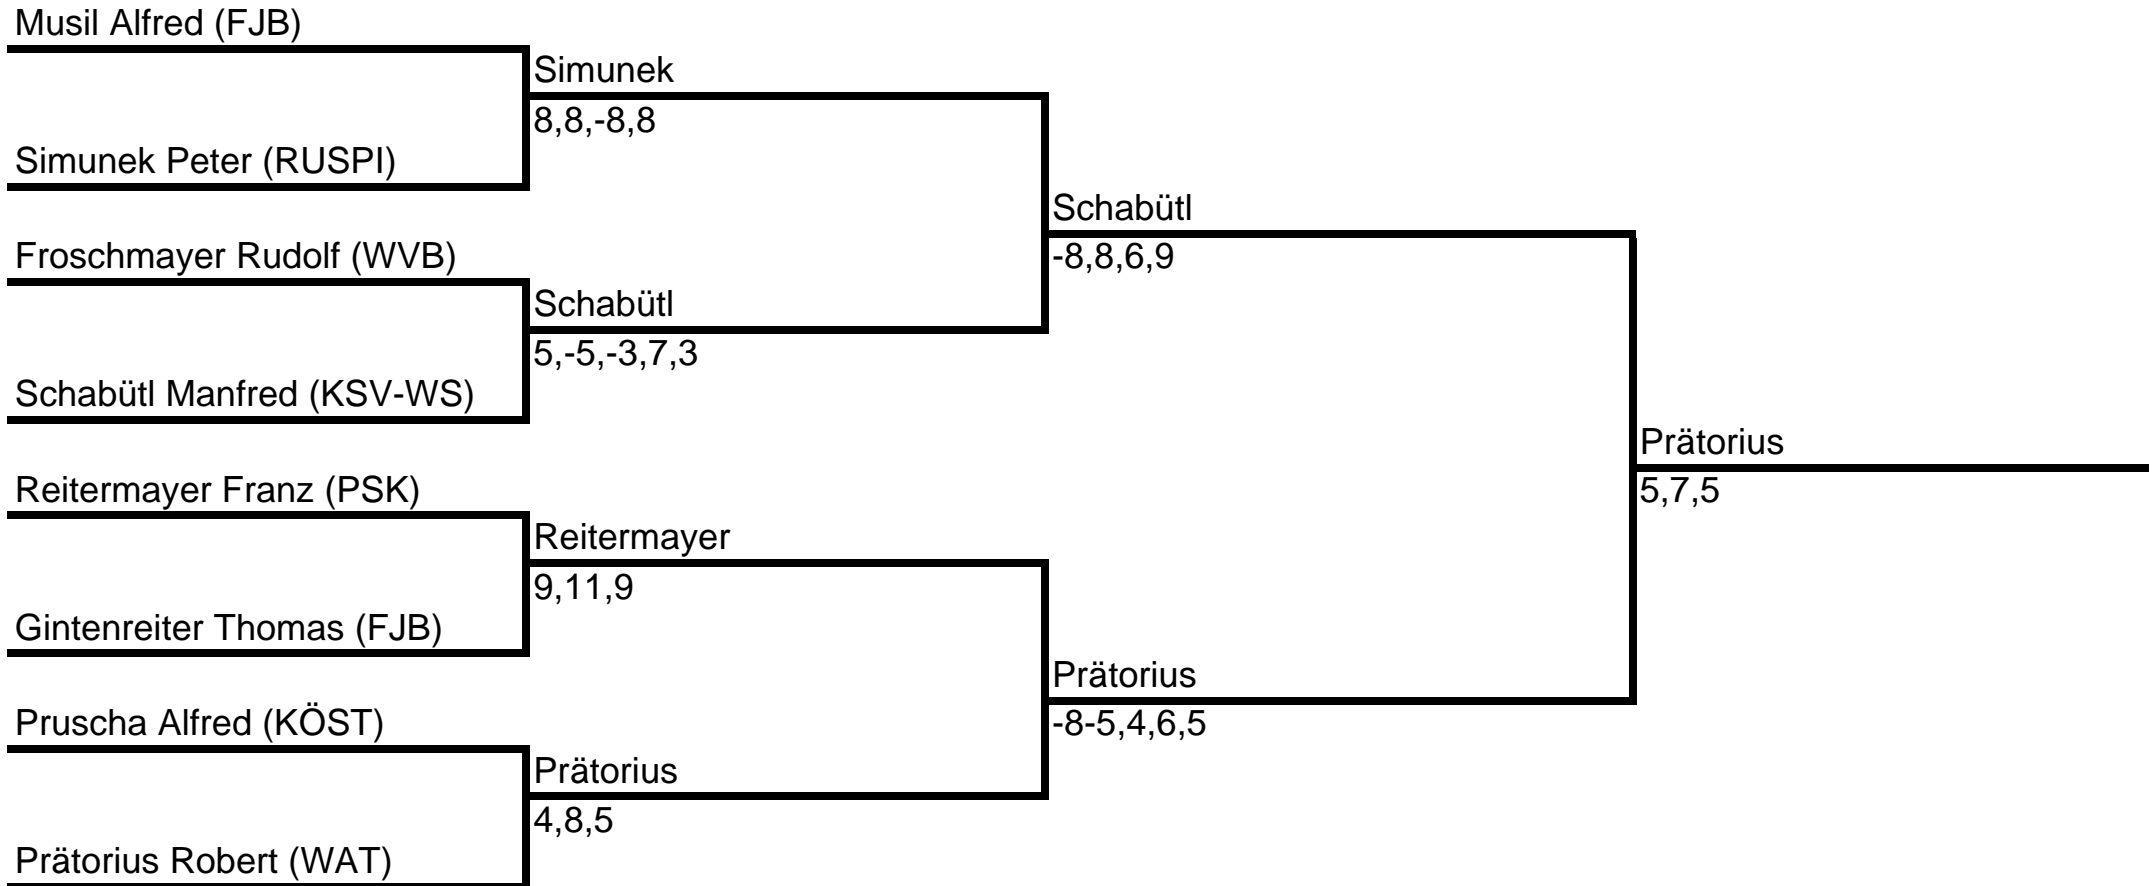 Musil Alfred (FJB)
Simunek
8,8,-8,8
Simunek Peter (RUSPI)
Schabütl
-8,8,6,9
Froschmayer Rudolf (WVB)
Schabütl
5,-5,-3,7,3
Schabütl Manfred (KSV-WS)
Prätorius
5,7,5
Reitermayer Franz (PSK)
Reitermayer
9,11,9
Gintenreiter Thomas (FJB)
Prätorius
-8-5,4,6,5
Pruscha Alfred (KÖST)
Prätorius
4,8,5
Prätorius Robert (WAT)